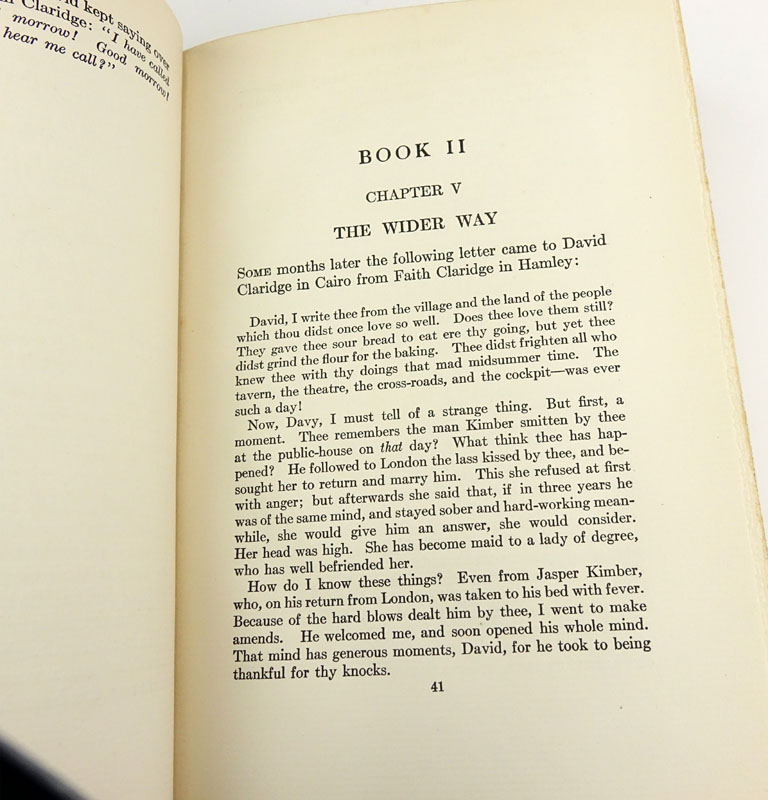 kept saying over
Claridge: "I have called
morrow! Good morrow!
hear me call?"
BOOK II
CHAPTER V
THE WIDER WAY
SOME months later the following letter came to David
Claridge in Cairo from Faith Claridge in Hamley:
David, I write thee from the village and the land of the people
which thou didst once love so well. Does thee love them still?
They gave thee sour bread to eat ere thy going, but yet thee
didst grind the flour for the baking. Thee didst frighten all who
knew thee with thy doings that mad midsummer time. The
tavern, the theatre, the cross-roads, and the cockpit—was ever
such a day!
Now, Davy, I must tell of a strange thing. But first, a
moment. Thee remembers the man Kimber smitten by thee
at the public-house on that day? What think thee has hap-
pened? He followed to London the lass kissed by thee, and be-
sought her to return and marry him. This she refused at first
with anger; but afterwards she said that, if in three years he
was of the same mind, and stayed sober and hard-working mean-
while, she would give him an answer, she would consider.
Her head was high. She has become maid to a lady of degree,
who has well befriended her.
How do I know these things? Even from Jasper Kimber,
who, on his return from London, was taken to his bed with fever.
Because of the hard blows dealt him by thee, I went to make
amends. He welcomed me, and soon opened his whole mind.
That mind has generous moments, David, for he took to being
thankful for thy knocks.
41